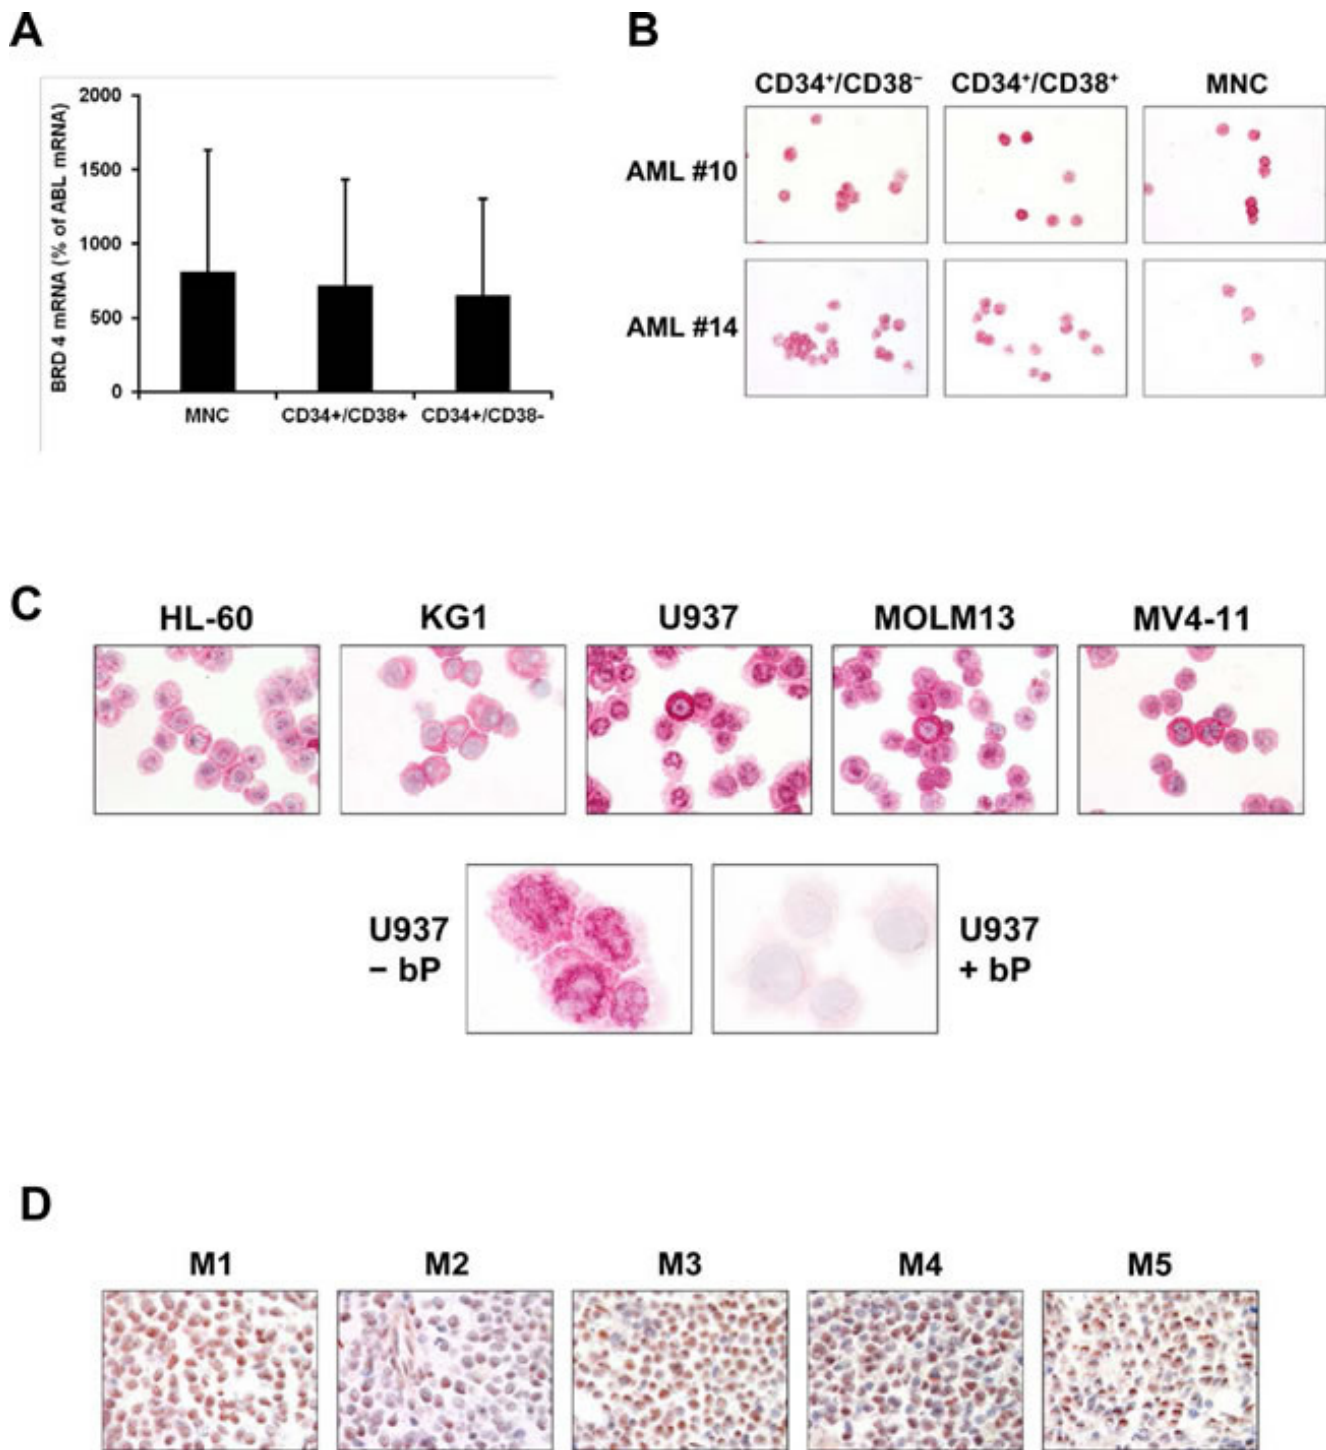 A
BRD 4 mRNA (% of ABL mRNA)
2000
1500
1000
500
0
MNC
CD34+/CD38+
CD34+/CD38-
B
CD34⁺/CD38⁻
CD34⁺/CD38⁺
MNC
AML #10
AML #14
C
HL-60
KG1
U937
MOLM13
MV4-11
U937
− bP
U937
+ bP
D
M1
M2
M3
M4
M5